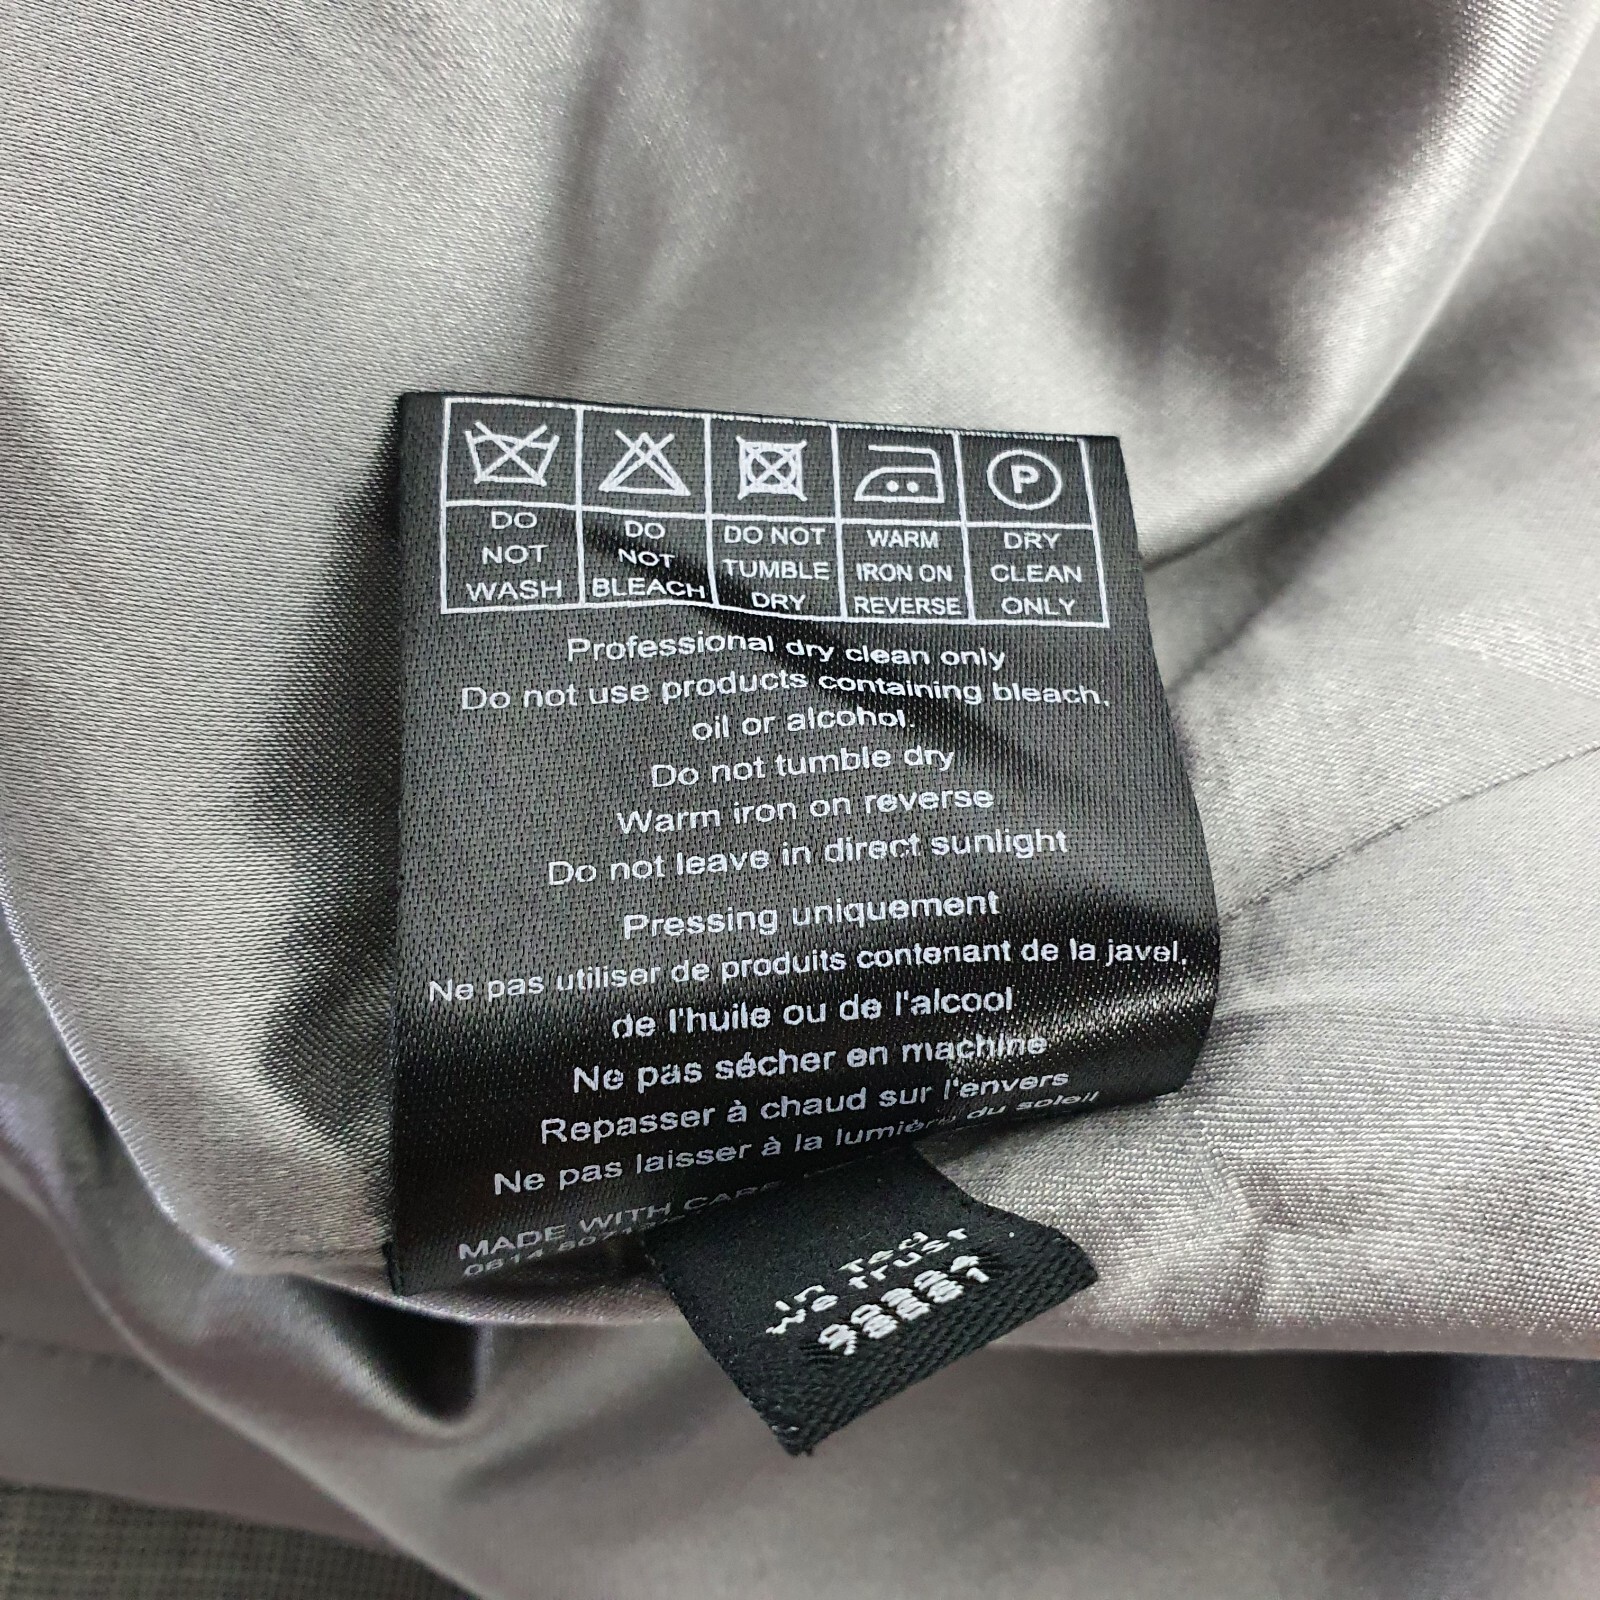 P
DO NOT WASH
DO NOT BLEACH
DO NOT TUMBLE DRY
WARM IRON ON REVERSE
DRY CLEAN ONLY
Professional dry clean only
Do not use products containing bleach,
oil or alcohol.
Do not tumble dry
Warm iron on reverse
Do not leave in direct sunlight
Pressing uniquement
Ne pas utiliser de produits contenant de la javel,
de l'huile ou de l'alcool
Ne pas sécher en machine
Repasser à chaud sur l'envers
Ne pas laisser à la lumière du soleil
MADE WITH CARE
In Ted
we trust